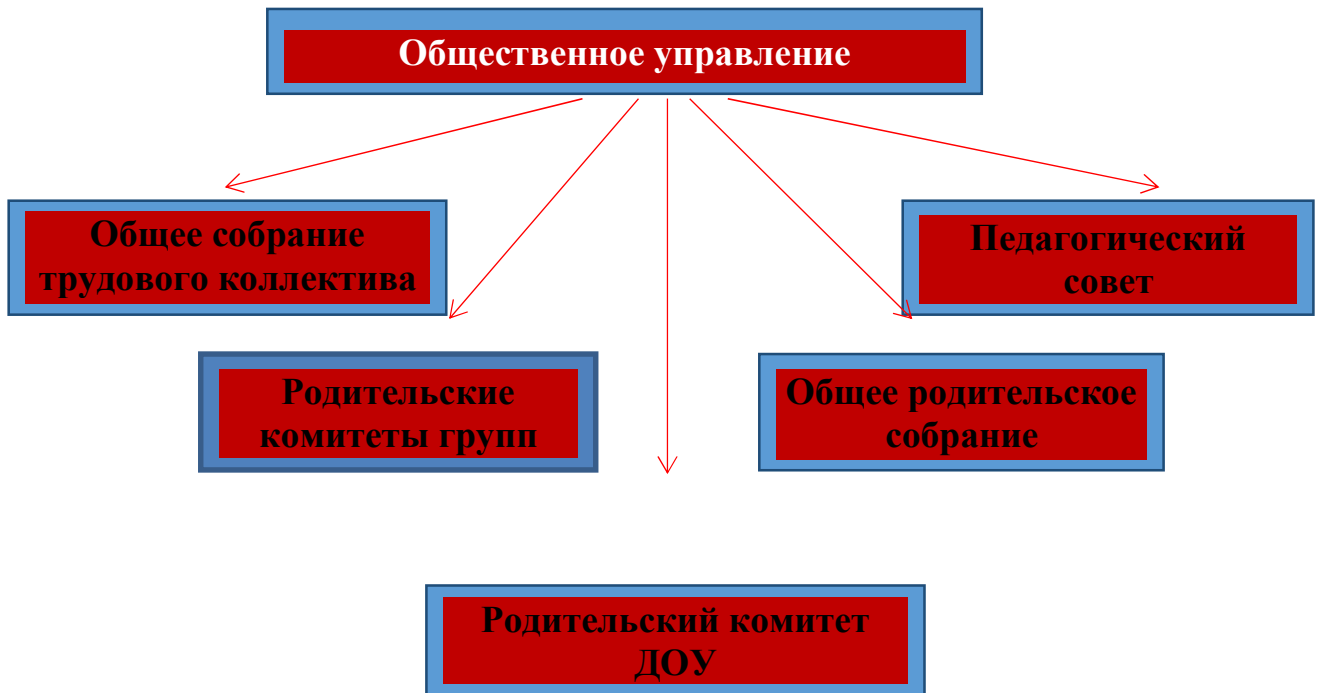 Общественное управление
Общее собрание
трудового коллектива
Педагогический
совет
Родительские
комитеты групп
Общее родительское
собрание
Родительский комитет
ДОУ